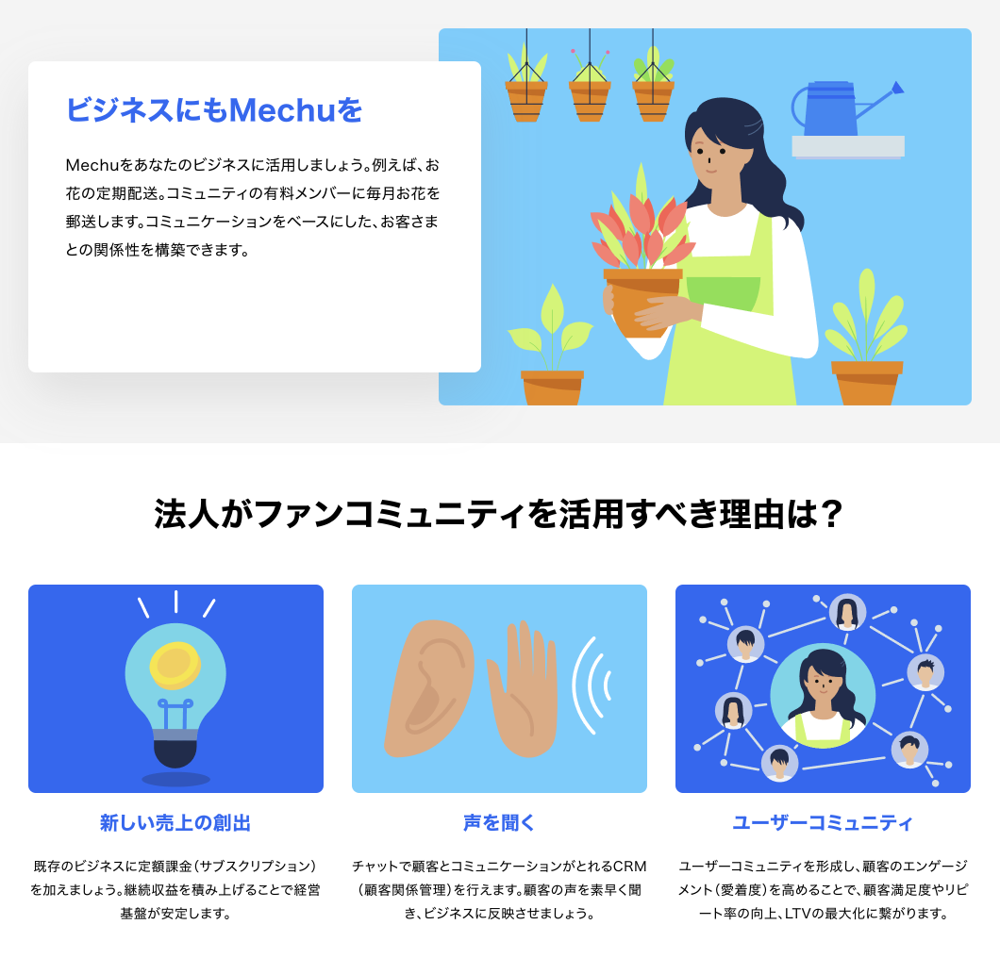 ビジネスにもMechuを
Mechuをあなたのビジネスに活用しましょう。例えば、お
花の定期配送。コミュニティの有料メンバーに毎月お花を
郵送します。コミュニケーションをベースにした、お客さま
との関係性を構築できます。
法人がファンコミュニティを活用すべき理由は？
新しい売上の創出
既存のビジネスに定額課金（サブスクリプション）
を加えましょう。継続収益を積み上げることで経営
基盤が安定します。
声を聞く
チャットで顧客とコミュニケーションがとれるCRM
（顧客関係管理）を行えます。顧客の声を素早く聞
き、ビジネスに反映させましょう。
ユーザーコミュニティ
ユーザーコミュニティを形成し、顧客のエンゲージ
メント（愛着度）を高めることで、顧客満足度やリピ
ート率の向上、LTVの最大化に繋がります。